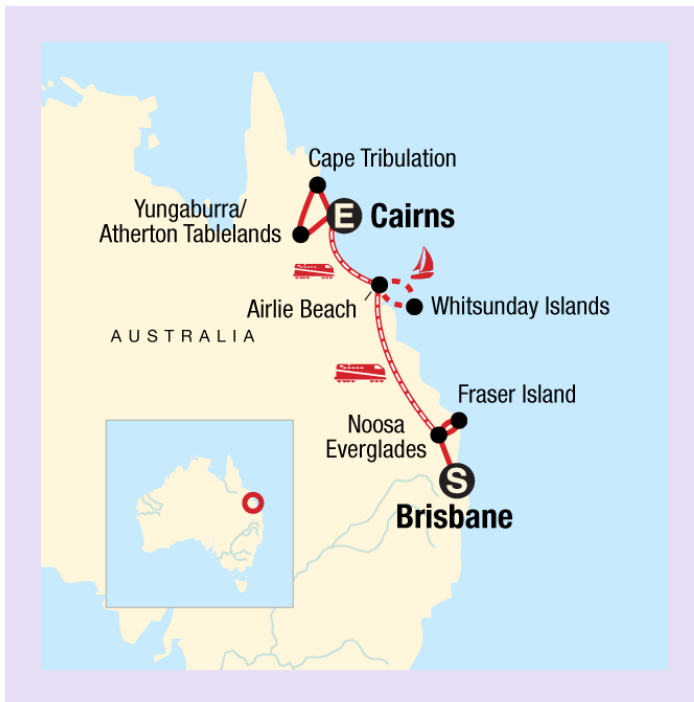 Cape Tribulation
Yungaburra/
Atherton Tablelands
E Cairns
Airlie Beach
Whitsunday Islands
AUSTRALIA
Fraser Island
Noosa
Everglades
S
Brisbane